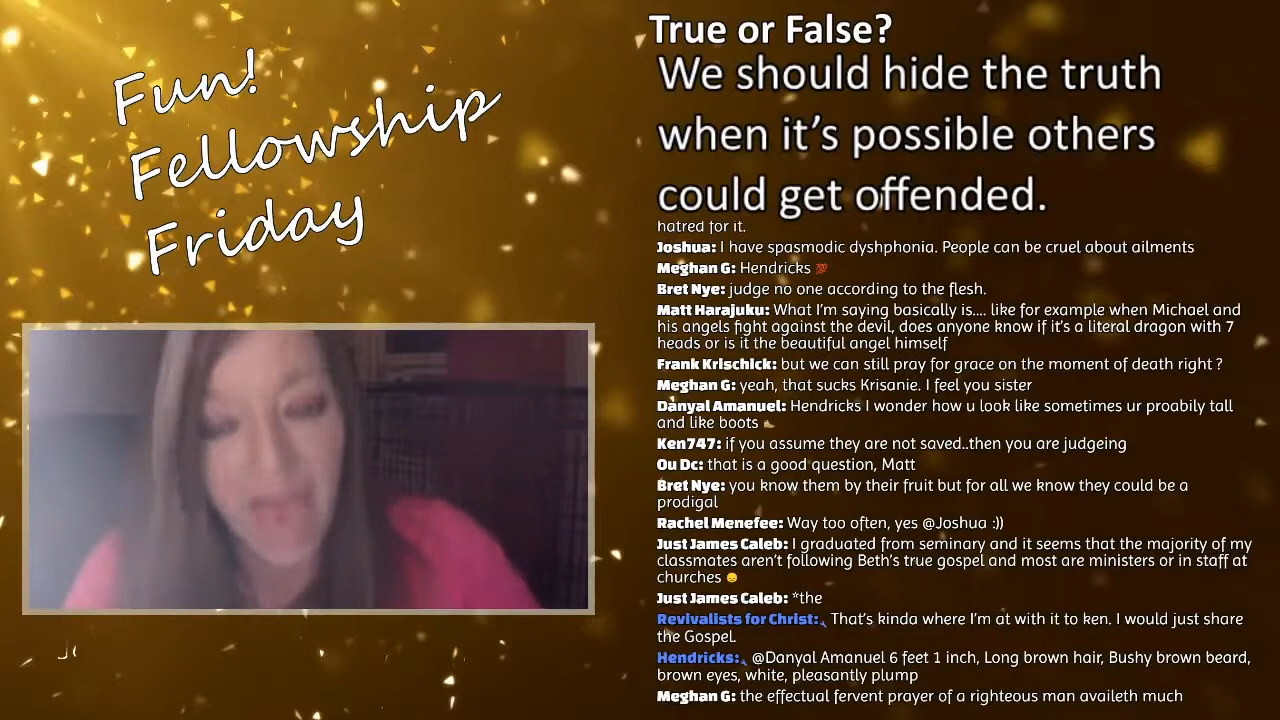 Fun!
Fellowship
Friday
True or False?
We should hide the truth
when it's possible others
could get offended.
hatred for it.
Joshua: I have spasmodic dyshphonia. People can be cruel about ailments
Meghan G: Hendricks 💯
Bret Nye: judge no one according to the flesh.
Matt Harajuku: What I'm saying basically is.... like for example when Michael and
his angels fight against the devil, does anyone know if it's a literal dragon with 7
heads or is it the beautiful angel himself
Frank Krischick: but we can still pray for grace on the moment of death right ?
Meghan G: yeah, that sucks Krisanie. I feel you sister
Danyal Amanuel: Hendricks I wonder how u look like sometimes ur proabily tall
and like boots
Ken747: if you assume they are not saved..then you are judgeing
Ou Dc: that is a good question, Matt
Bret Nye: you know them by their fruit but for all we know they could be a
prodigal
Rachel Menefee: Way too often, yes @Joshua :))
Just James Caleb: I graduated from seminary and it seems that the majority of my
classmates aren't following Beth's true gospel and most are ministers or in staff at
churches
Just James Caleb: *the
Revivalists for Christ: That's kinda where I'm at with it to ken. I would just share
the Gospel.
Hendricks: @Danyal Amanuel 6 feet 1 inch, Long brown hair, Bushy brown beard,
brown eyes, white, pleasantly plump
Meghan G: the effectual fervent prayer of a righteous man availeth much